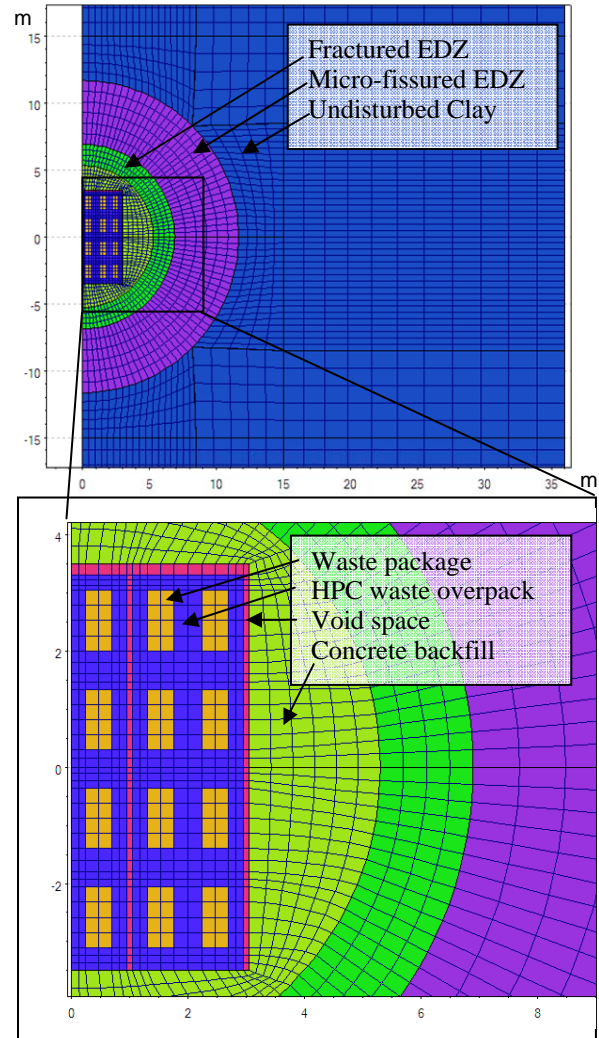 m
15
10
5
0
-5
-10
-15
Fractured EDZ
Micro-fissured EDZ
Undisturbed Clay
0 5 10 15 20 25 30 35
m
4
2
0
-2
Waste package
HPC waste overpack
Void space
Concrete backfill
0 2 4 6 8